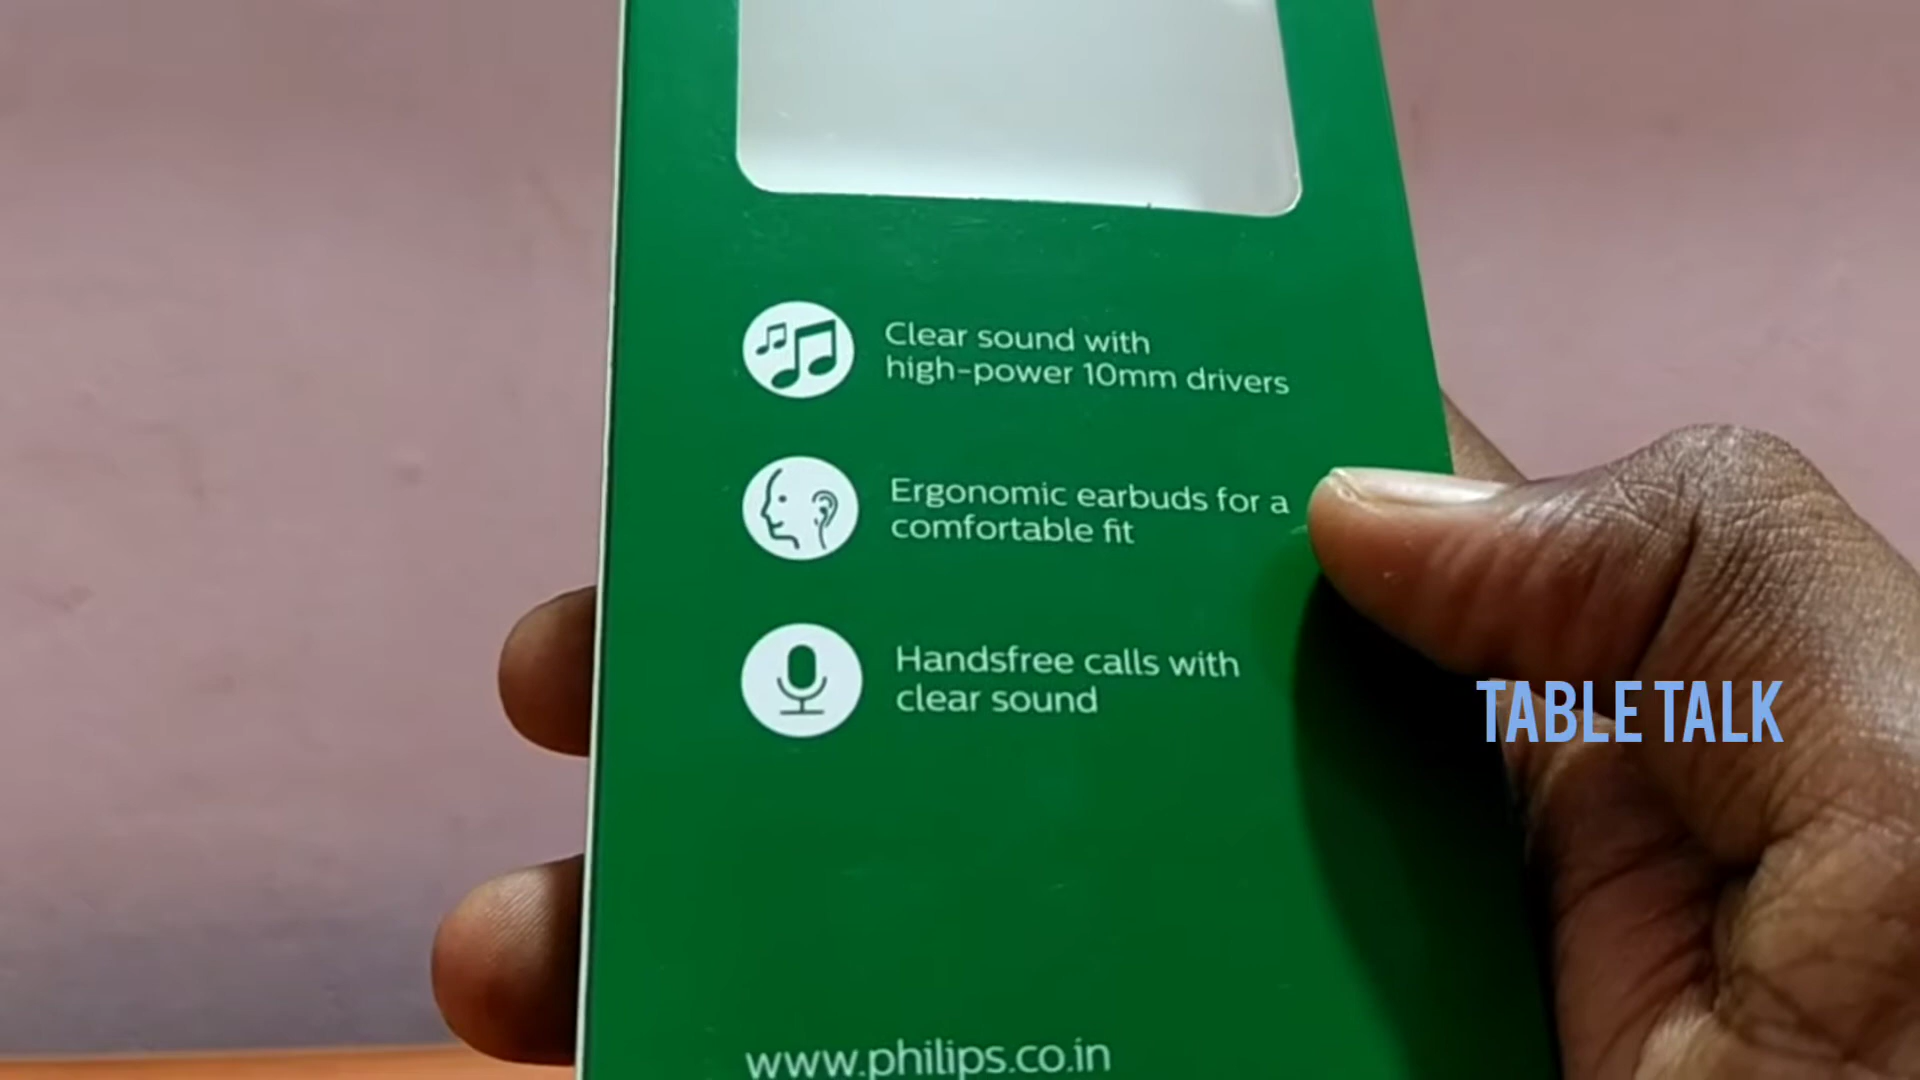 Clear sound with
high-power 10mm drivers
Ergonomic earbuds for a
comfortable fit
Handsfree calls with
clear sound
TABLE TALK
www.philips.co.in